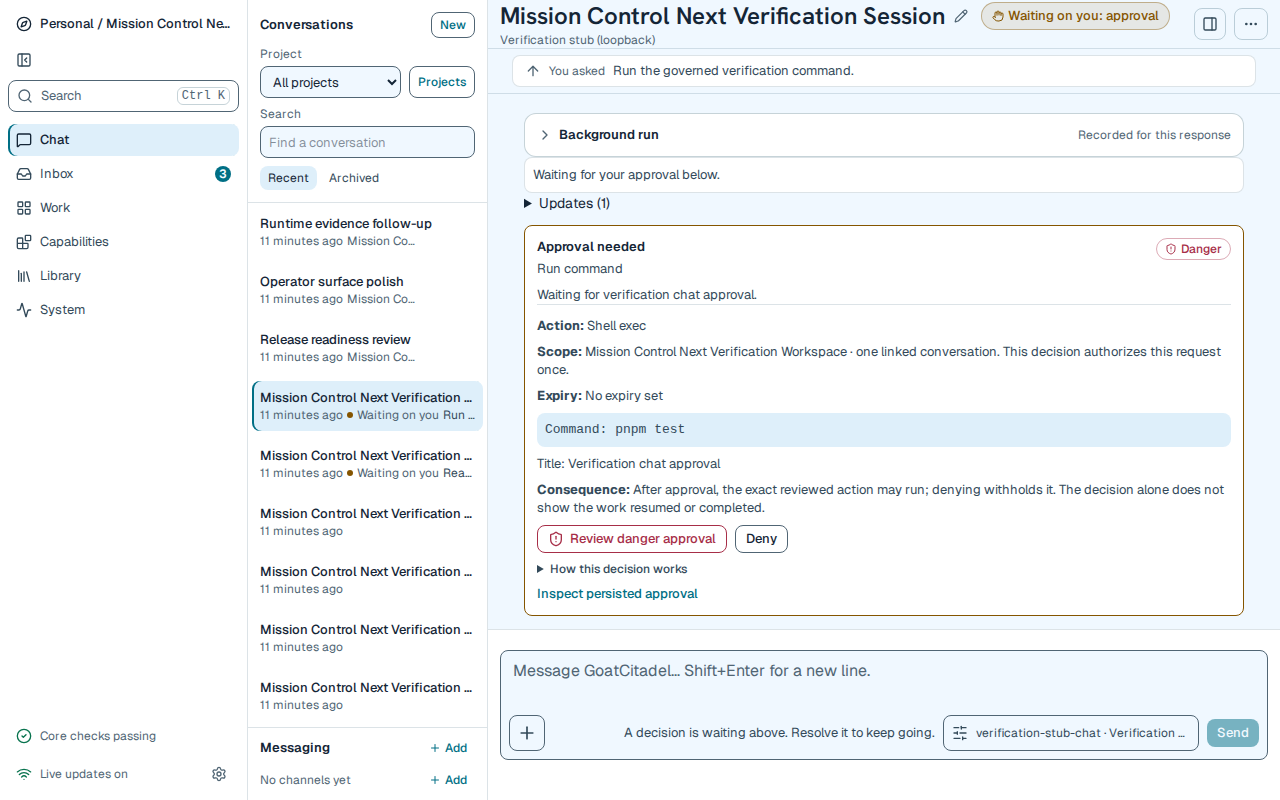 Personal / Mission Control Ne...
Search
Ctrl K
Chat
Inbox
3
Work
Capabilities
Library
System
Core checks passing
Live updates on
Conversations
New
Project
All projects
Projects
Search
Find a conversation
Recent
Archived
Runtime evidence follow-up
11 minutes ago Mission Co...
Operator surface polish
11 minutes ago Mission Co...
Release readiness review
11 minutes ago Mission Co...
Mission Control Next Verification ...
11 minutes ago Waiting on you Run ...
Mission Control Next Verification ...
11 minutes ago Waiting on you Rea...
Mission Control Next Verification ...
11 minutes ago
Mission Control Next Verification ...
11 minutes ago
Mission Control Next Verification ...
11 minutes ago
Mission Control Next Verification ...
11 minutes ago
Messaging
+ Add
No channels yet
+ Add
Mission Control Next Verification Session
Waiting on you: approval
Verification stub (loopback)
You asked Run the governed verification command.
Background run
Recorded for this response
Waiting for your approval below.
Updates (1)
Approval needed
Danger
Run command
Waiting for verification chat approval.
Action: Shell exec
Scope: Mission Control Next Verification Workspace · one linked conversation. This decision authorizes this request
once.
Expiry: No expiry set
Command: pnpm test
Title: Verification chat approval
Consequence: After approval, the exact reviewed action may run; denying withholds it. The decision alone does not
show the work resumed or completed.
Review danger approval
Deny
How this decision works
Inspect persisted approval
Message GoatCitadel... Shift+Enter for a new line.
A decision is waiting above. Resolve it to keep going.
verification-stub-chat · Verification ...
Send